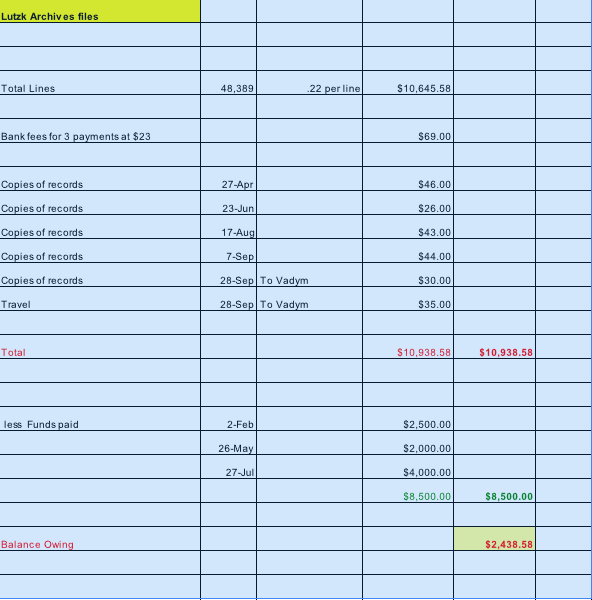 Lutzk Archives files
Total Lines 48,389 .22 per line $10,645.58
Bank fees for 3 payments at $23 $69.00
Copies of records 27-Apr $46.00
Copies of records 23-Jun $26.00
Copies of records 17-Aug $43.00
Copies of records 7-Sep $44.00
Copies of records 28-Sep To Vadym $30.00
Travel 28-Sep To Vadym $35.00
Total $10,938.58 $10,938.58
less Funds paid 2-Feb $2,500.00
26-May $2,000.00
27-Jul $4,000.00
$8,500.00 $8,500.00
Balance Owing $2,438.58